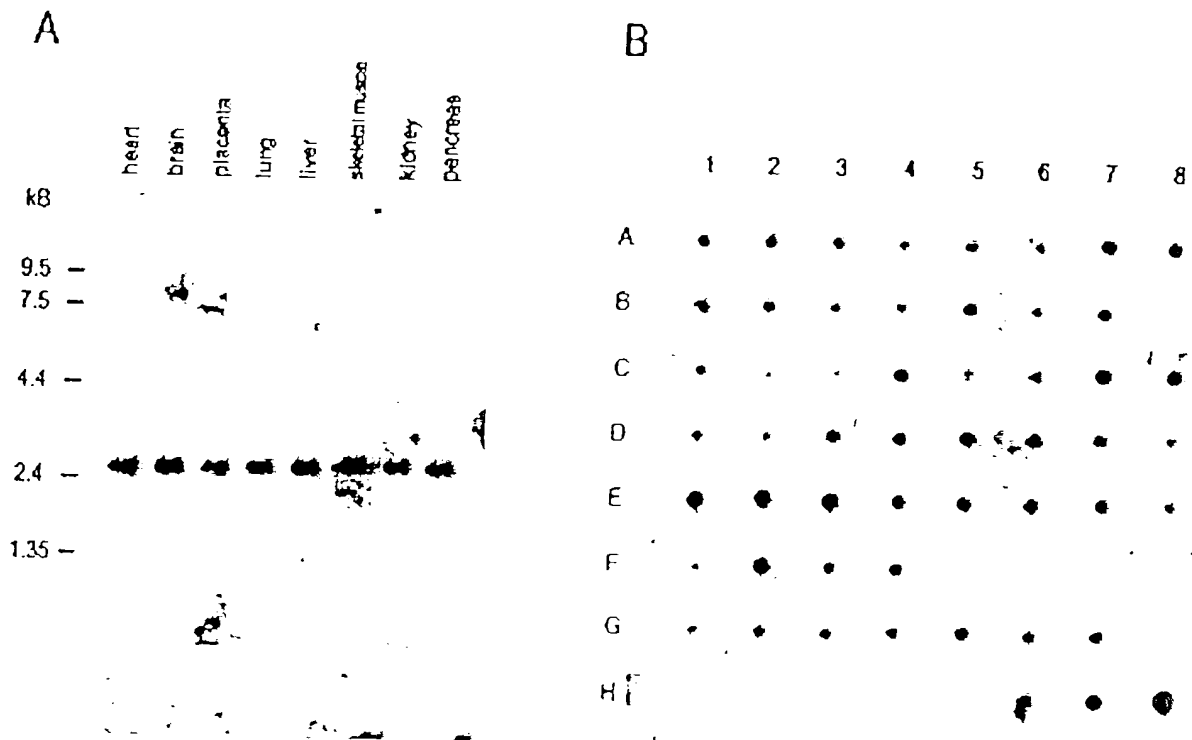 A
heart
brain
placenta
lung
liver
skeletal muscle
kidney
pancreas
kB
9.5
7.5
4.4
2.4
1.35
B
1 2 3 4 5 6 7 8
A
B
C
D
E
F
G
H